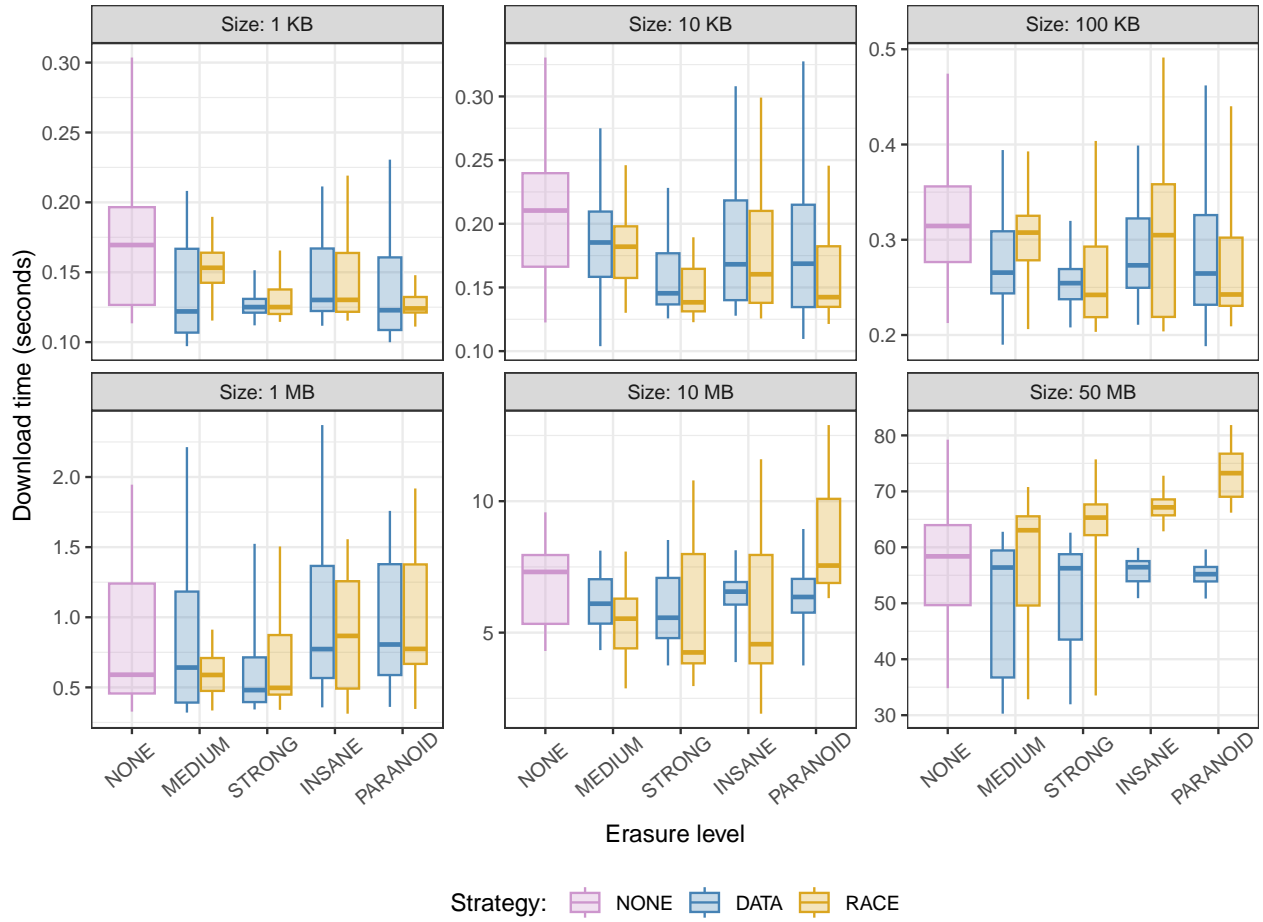 Size: 1 KB
Size: 10 KB
Size: 100 KB
0.30
0.25
0.20
0.15
0.10
0.30
0.25
0.20
0.15
0.10
0.5
0.4
0.3
0.2
Size: 1 MB
Size: 10 MB
Size: 50 MB
2.0
1.5
1.0
0.5
10
5
80
70
60
50
40
30
Download time (seconds)
NONE MEDIUM STRONG INSANE PARANOID
NONE MEDIUM STRONG INSANE PARANOID
NONE MEDIUM STRONG INSANE PARANOID
Erasure level
Strategy: NONE DATA RACE